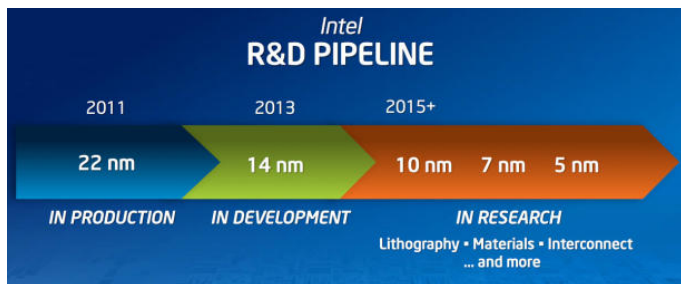 Intel
R&D PIPELINE
2011 2013 2015+
22 nm 14 nm 10 nm 7 nm 5 nm
IN PRODUCTION IN DEVELOPMENT IN RESEARCH
Lithography ▪ Materials ▪ Interconnect
... and more